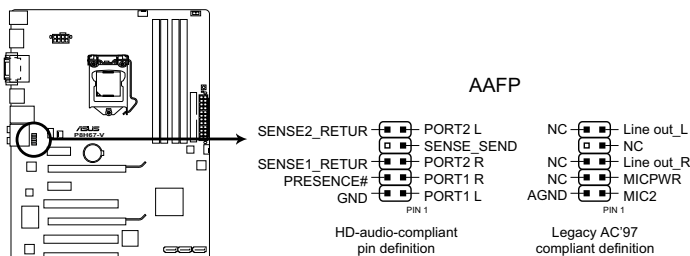 AAFP
/SUS
P8H67-V
SENSE2_RETUR
PORT2 L
SENSE_SEND
SENSE1_RETUR
PORT2 R
PRESENCE#
PORT1 R
GND
PORT1 L
PIN 1
HD-audio-compliant
pin definition
NC
Line out_L
NC
NC
Line out_R
NC
MICPWR
AGND
MIC2
PIN 1
Legacy AC'97
compliant definition